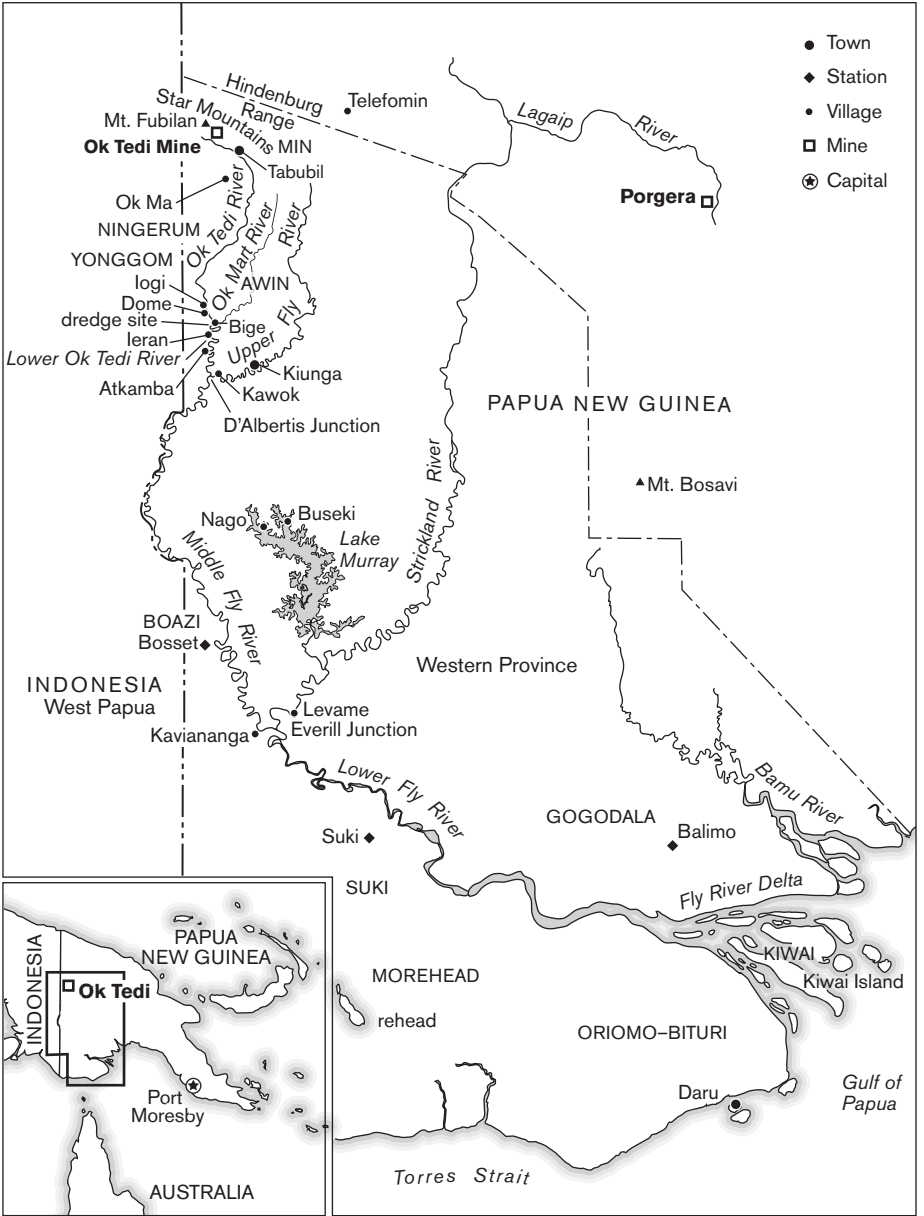 Town
Station
Village
Mine
Capital
Hindenburg
Range
Star Mountains
Telefomin
Mt. Fubilan
Ok Tedi Mine
MIN
Tabubil
Lagaip
River
Porgera
Ok Ma
NINGERUM
YONGGOM
Ok Tedi River
Ok Mart River
River
AWIN
Iogi
Dome
dredge site
Bige
Ieran
Lower Ok Tedi River
Upper Fly
Atkamba
Kiunga
Kawok
D'Albertis Junction
PAPUA NEW GUINEA
Strickland River
Mt. Bosavi
Nago
Buseki
Lake
Murray
Middle Fly River
BOAZI
Bosset
Western Province
INDONESIA
West Papua
Levame
Everill Junction
Kaviananga
Lower Fly River
Bamu River
GOGODALA
Balimo
Suki
SUKI
Fly River Delta
KIWAI
Kiwai Island
MOREHEAD
rehead
ORIOMO–BITURI
Daru
Gulf of
Papua
Torres Strait
INDONESIA
PAPUA
NEW GUINEA
Ok Tedi
Port
Moresby
AUSTRALIA